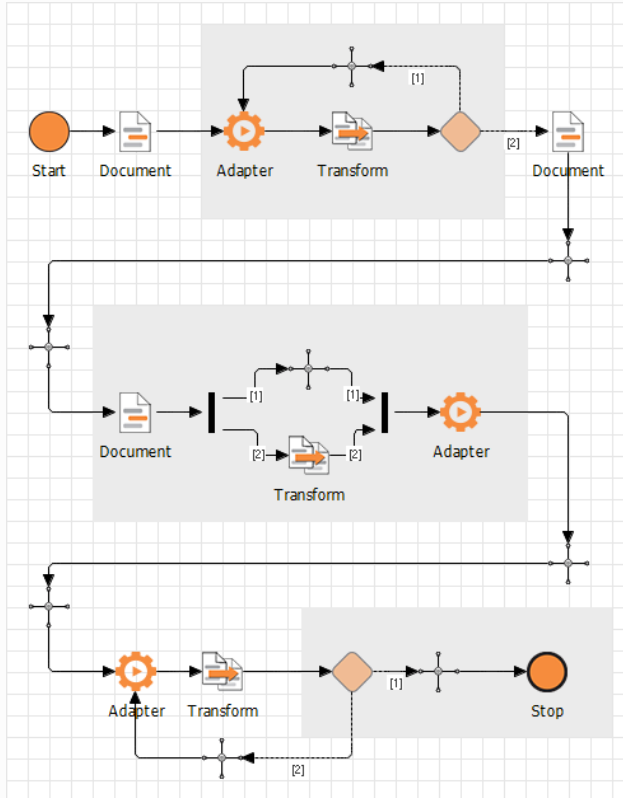 [1]
[2]
Start
Document
Adapter
Transform
Document
[1]
[1]
[2]
[2]
Document
Adapter
Transform
[1]
Adapter
Transform
Stop
[2]